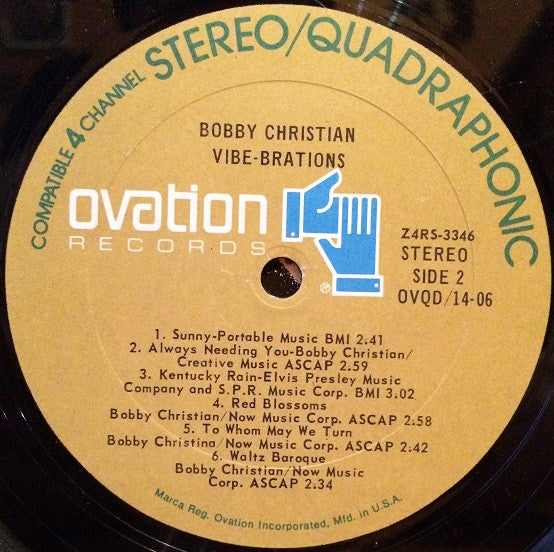 COMPATIBLE 4 CHANNEL STEREO/QUADRAPHONIC
BOBBY CHRISTIAN
VIBE-BRATIONS
ovation
RECORDS
®
Z4RS-3346
STEREO
SIDE 2
OVQD/14-06
1. Sunny-Portable Music BMI 2.41
2. Always Needing You-Bobby Christian/
Creative Music ASCAP 2.59
3. Kentucky Rain-Elvis Presley Music
Company and S.P.R. Music Corp. BMI 3.02
4. Red Blossoms
Bobby Christian/Now Music Corp. ASCAP 2.58
5. To Whom May We Turn
Bobby Christina/Now Music Corp. ASCAP 2.42
6. Waltz Baroque
Bobby Christian/Now Music
Corp. ASCAP 2.34
Marca Reg. Ovation Incorporated, Mfd. in U.S.A.